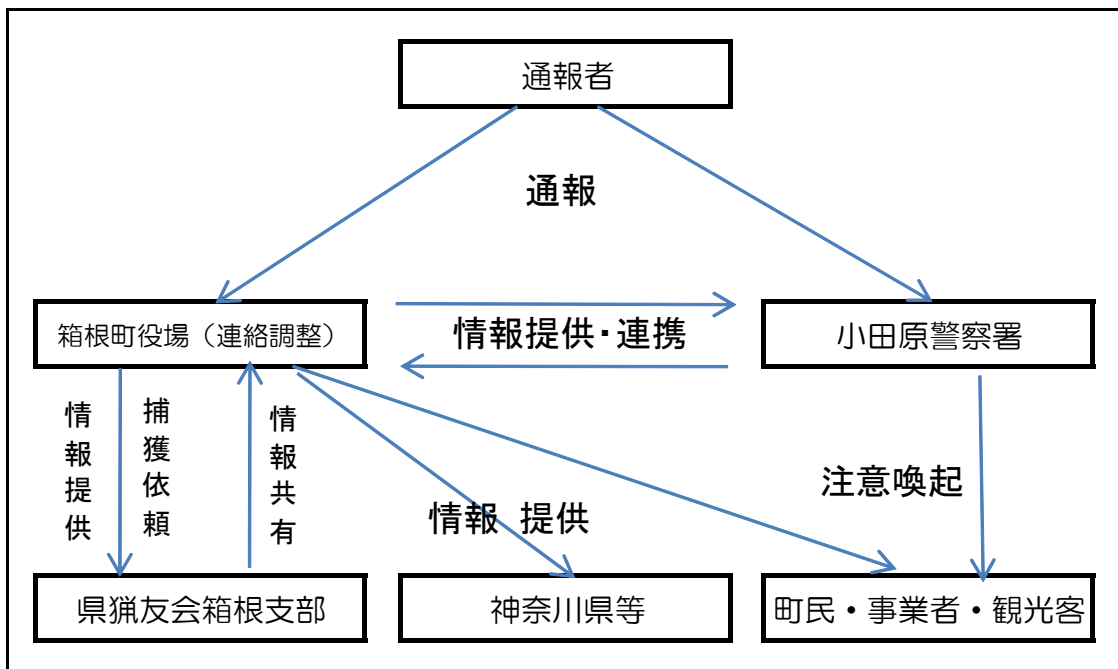 通報者
通報
箱根町役場（連絡調整）
情報提供・連携
小田原警察署
情報提供
捕獲依頼
情報共有
情報 提供
注意喚起
県猟友会箱根支部
神奈川県等
町民・事業者・観光客